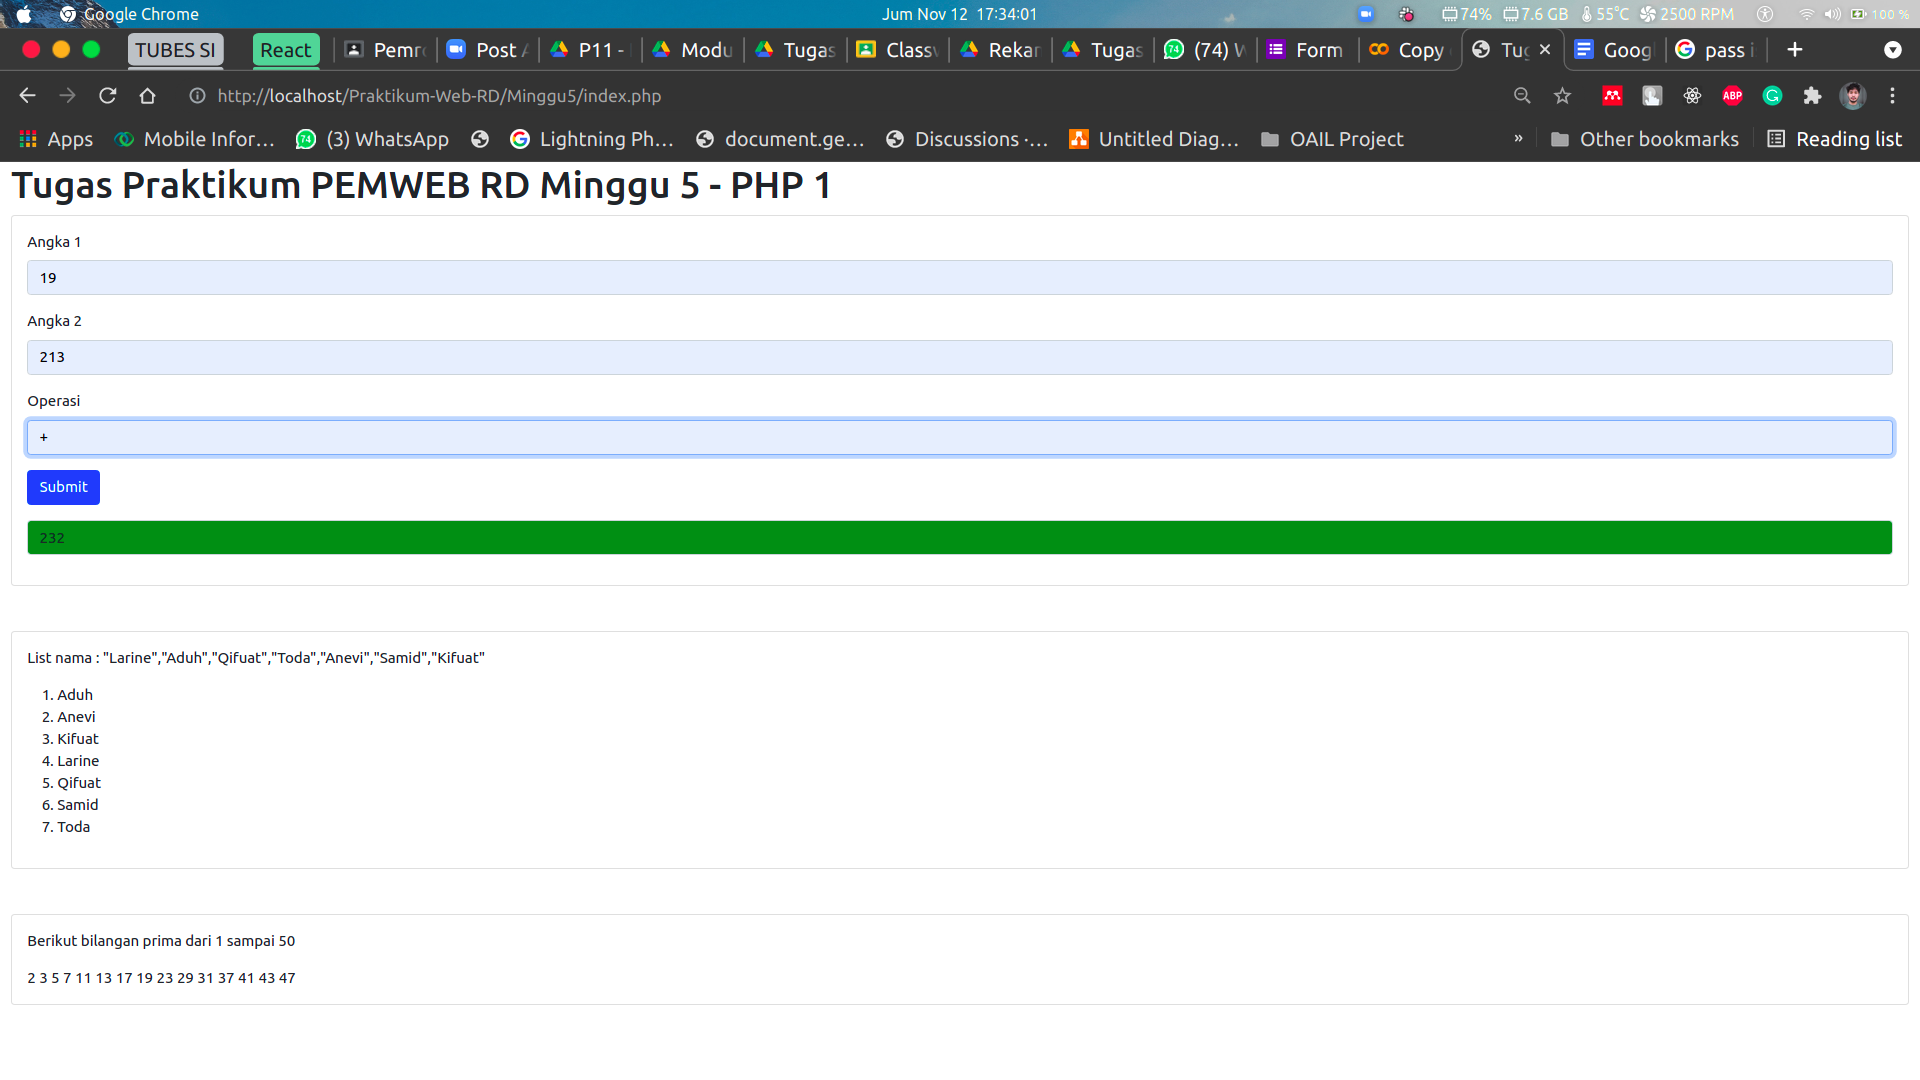 Google Chrome
Jum Nov 12 17:34:01
74% 7.6 GB 55°C 2500 RPM 100 %
TUBES SI React Pemr Post P11 - Modu Tugas Class Rekar Tugas (74) Form Copy Tug Goog pass i
http://localhost/Praktikum-Web-RD/Minggu5/index.php
ABP
Apps Mobile Infor... (3) WhatsApp Lightning Ph... document.ge... Discussions ·... Untitled Diag... OAIL Project » Other bookmarks Reading list
Tugas Praktikum PEMWEB RD Minggu 5 - PHP 1
Angka 1
19
Angka 2
213
Operasi
+
Submit
232
List nama : "Larine","Aduh","Qifuat","Toda","Anevi","Samid","Kifuat"
1. Aduh
2. Anevi
3. Kifuat
4. Larine
5. Qifuat
6. Samid
7. Toda
Berikut bilangan prima dari 1 sampai 50
2 3 5 7 11 13 17 19 23 29 31 37 41 43 47